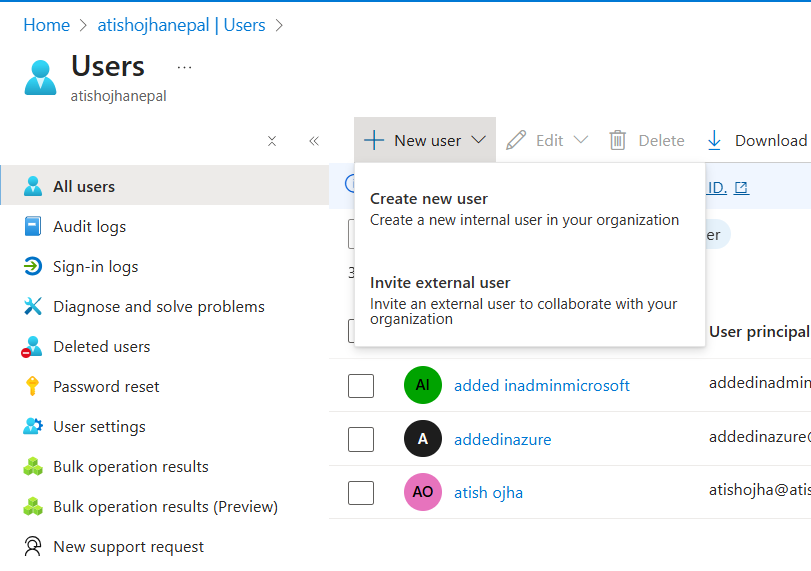 Home > atishojhanepal | Users >
Users ...
atishojhanepal
New user Edit Delete Download
All users
Audit logs
Sign-in logs
Diagnose and solve problems
Deleted users
Password reset
User settings
Bulk operation results
Bulk operation results (Preview)
New support request
Create new user
Create a new internal user in your organization
Invite external user
Invite an external user to collaborate with your
organization
ID.
er
3
User principal
AI added inadminmicrosoft addedinadmin
A addedinazure addedinazure@
AO atish ojha atishojha@atis